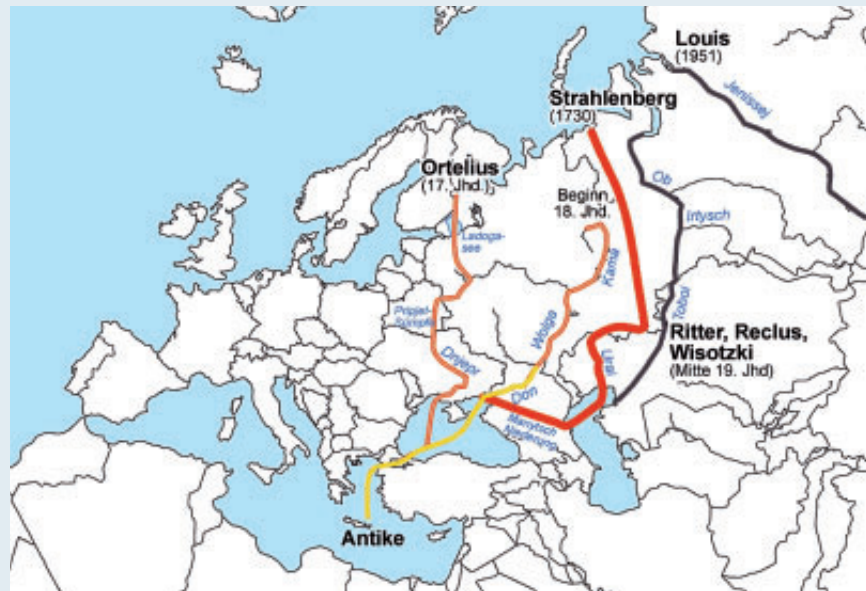 Louis
(1951)
Jenissej
Strahlenberg
(1730)
Ortelius
(17. Jhd.)
Beginn
18. Jhd.
Ob
Irtysch
Ladoga-
see
Kama
Tobol
Pripjet-
Sümpfe
Wolga
Dnjepr
Ural
Ritter, Reclus,
Wisotzki
(Mitte 19. Jhd)
Don
Manytsch
Niederung
Antike